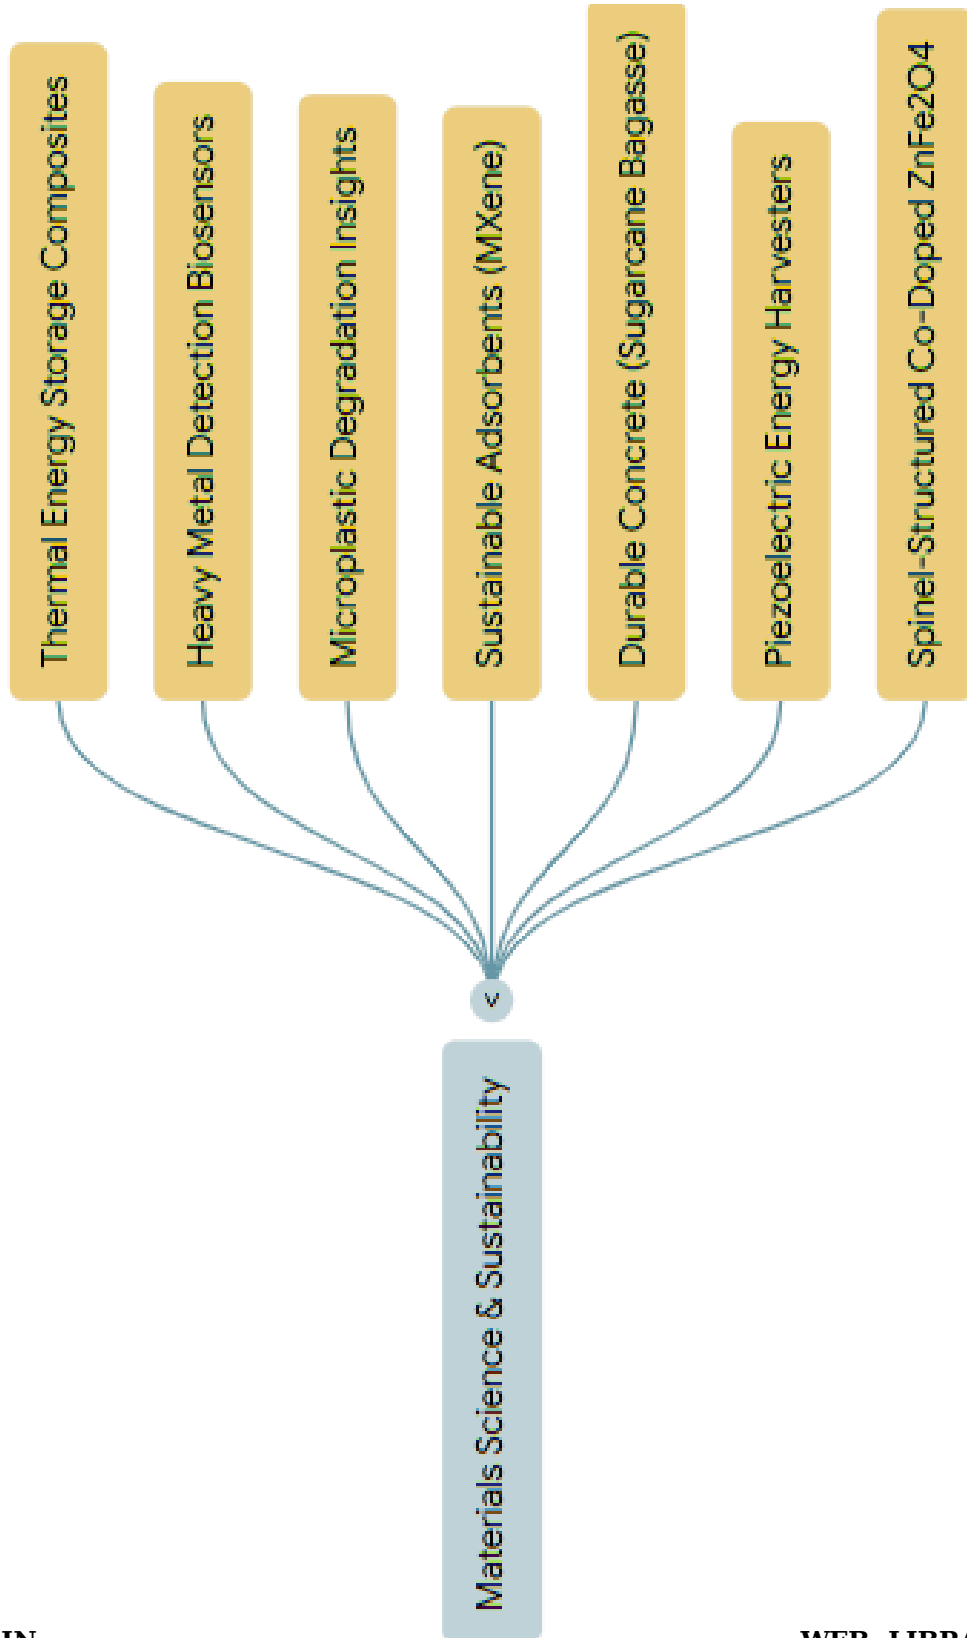 Thermal Energy Storage Composites
Heavy Metal Detection Biosensors
Microplastic Degradation Insights
Sustainable Adsorbents (MXene)
Durable Concrete (Sugarcane Bagasse)
Piezoelectric Energy Harvesters
Spinel-Structured Co-Doped ZnFe2O4
<
Materials Science & Sustainability